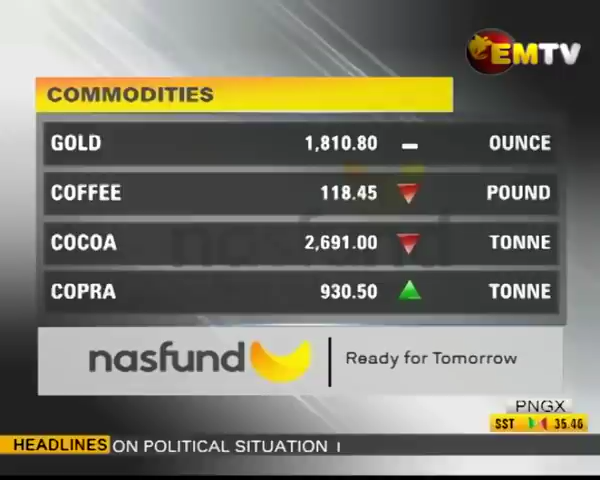 EMTV
COMMODITIES
GOLD 1,810.80 – OUNCE
COFFEE 118.45 ▼ POUND
COCOA 2,691.00 ▼ TONNE
COPRA 930.50 ▲ TONNE
nasfund
nasfund Ready for Tomorrow
PNGX
SST 35.46
HEADLINES ON POLITICAL SITUATION I